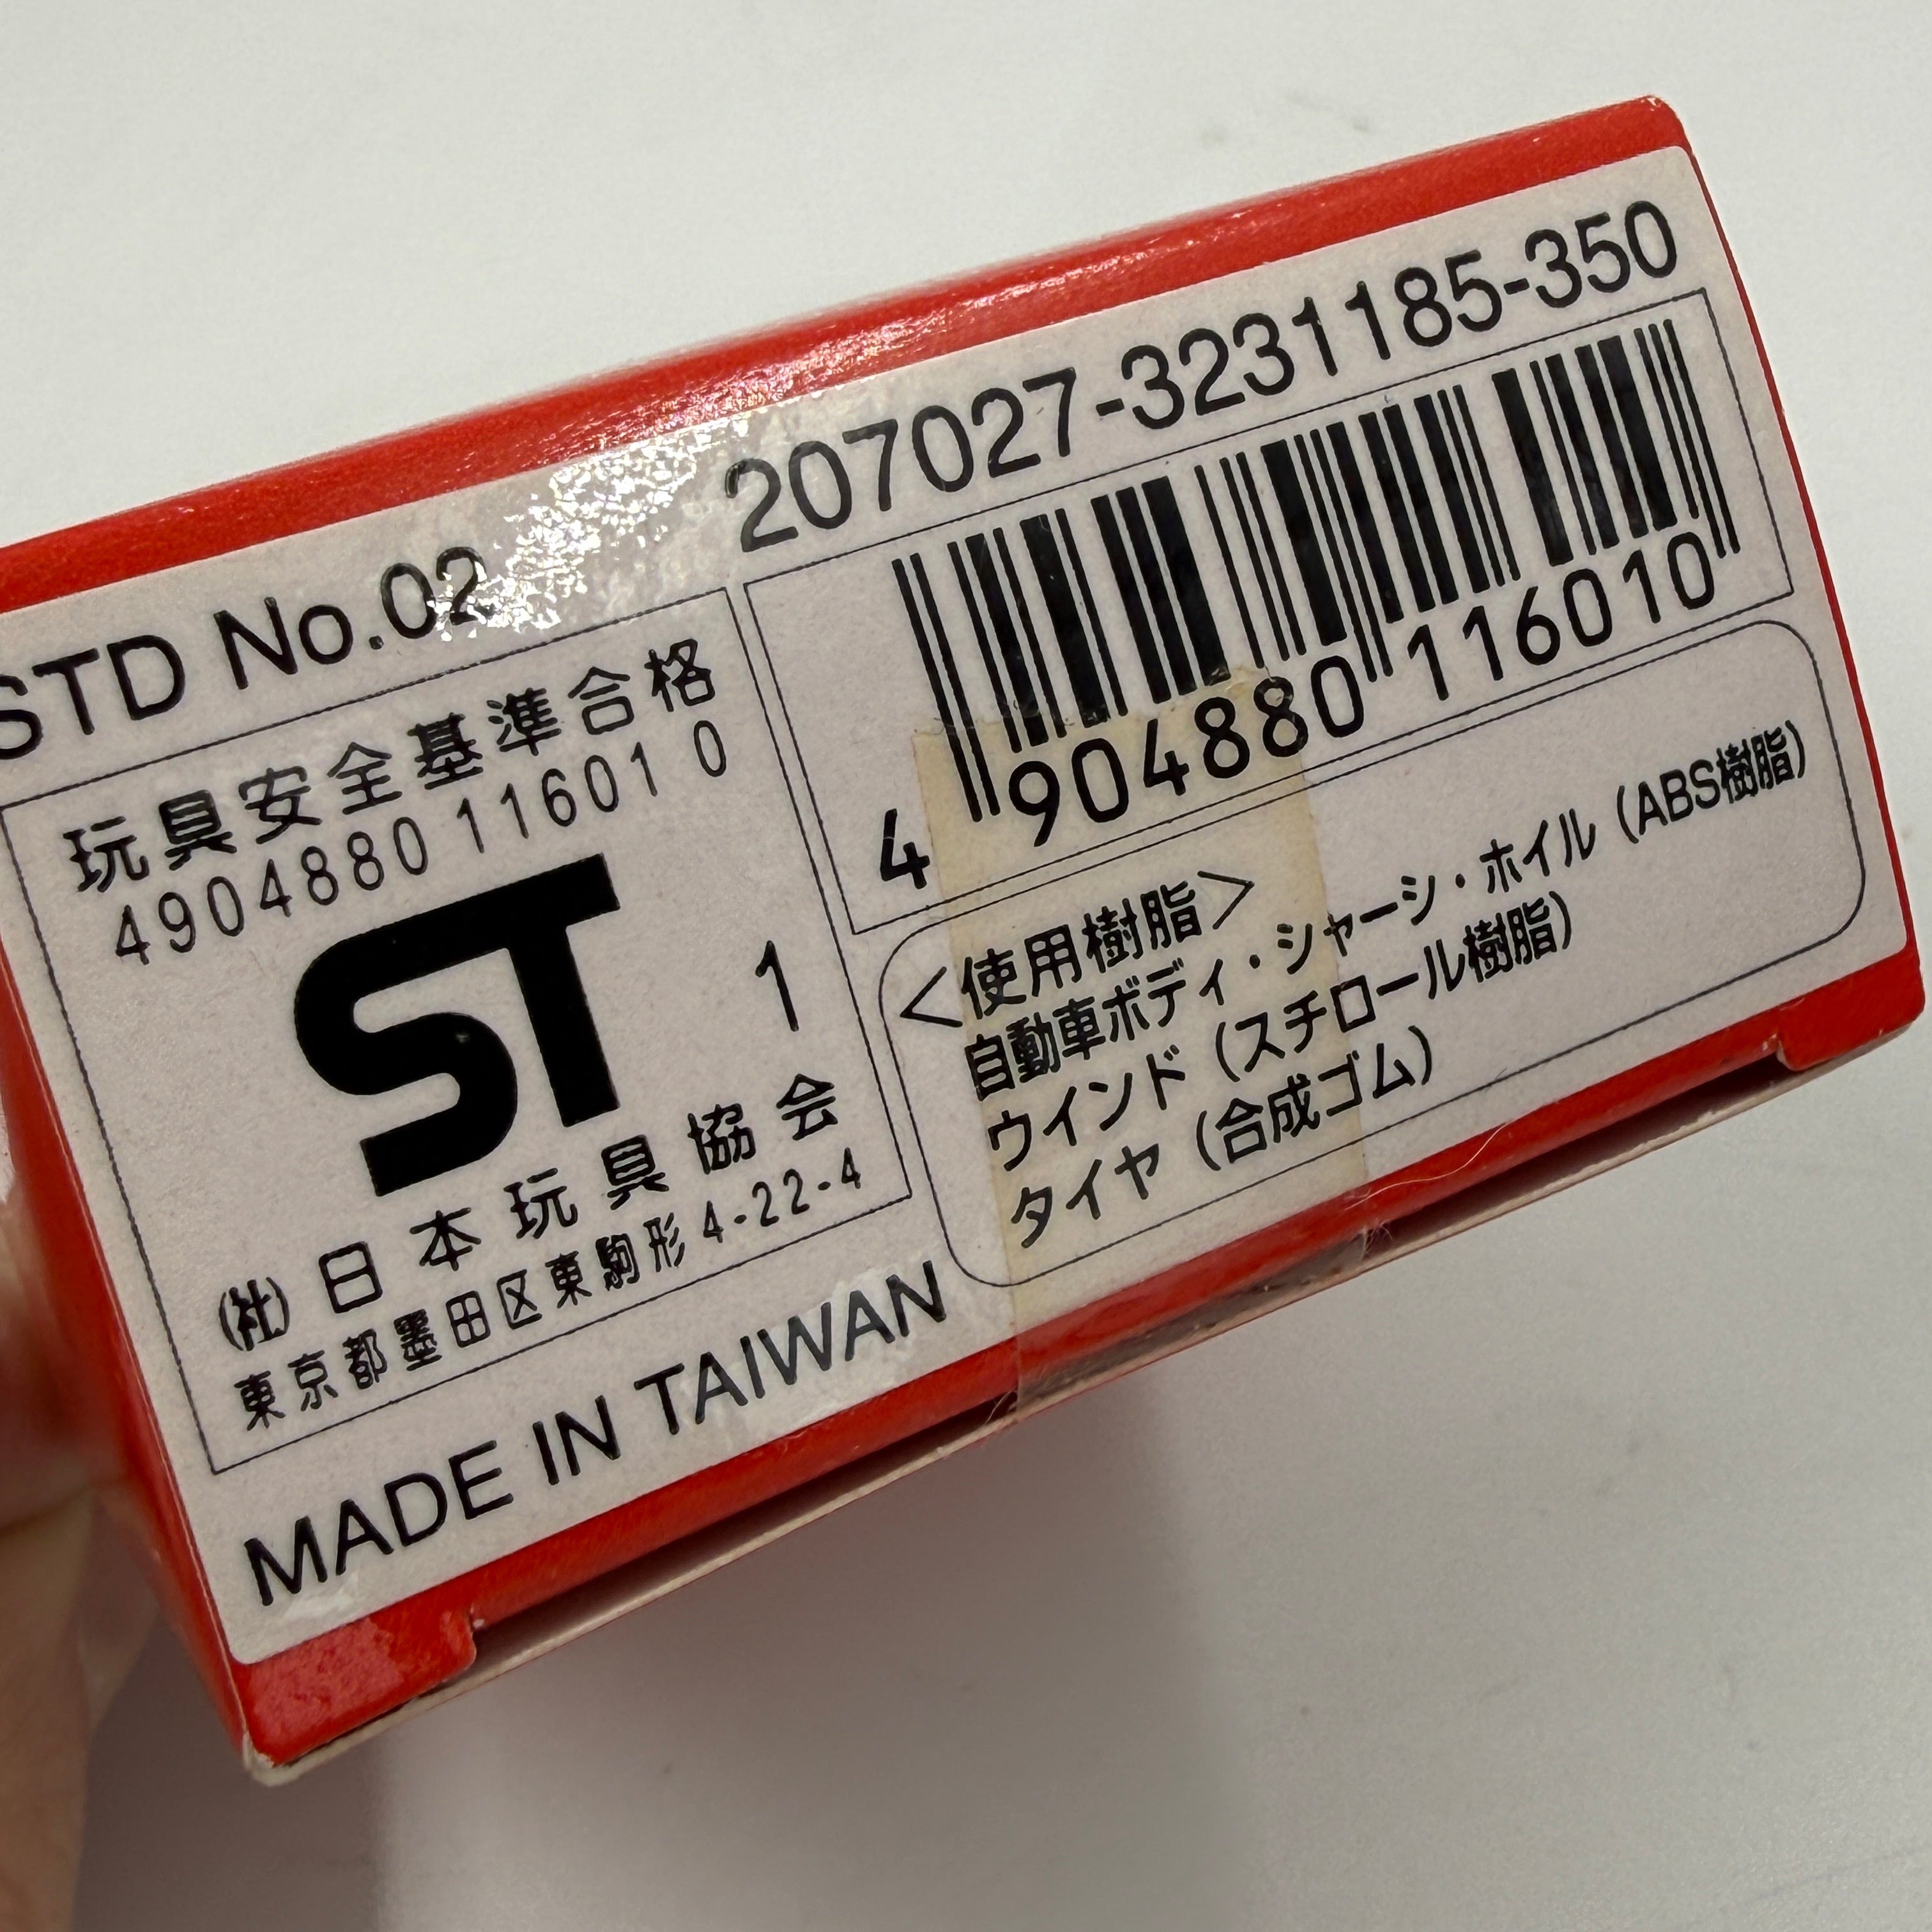 STD No.02 207027-3231185-350
玩具安全基準合格
4904880 11601 0
ST 1
(社)日本玩具協会
東京都墨田区東駒形4-22-4
4 904880 116010
<使用樹脂>
自動車ボディ・シャーシ・ホイル(ABS樹脂)
ウインド(スチロール樹脂)
タイヤ(合成ゴム)
MADE IN TAIWAN